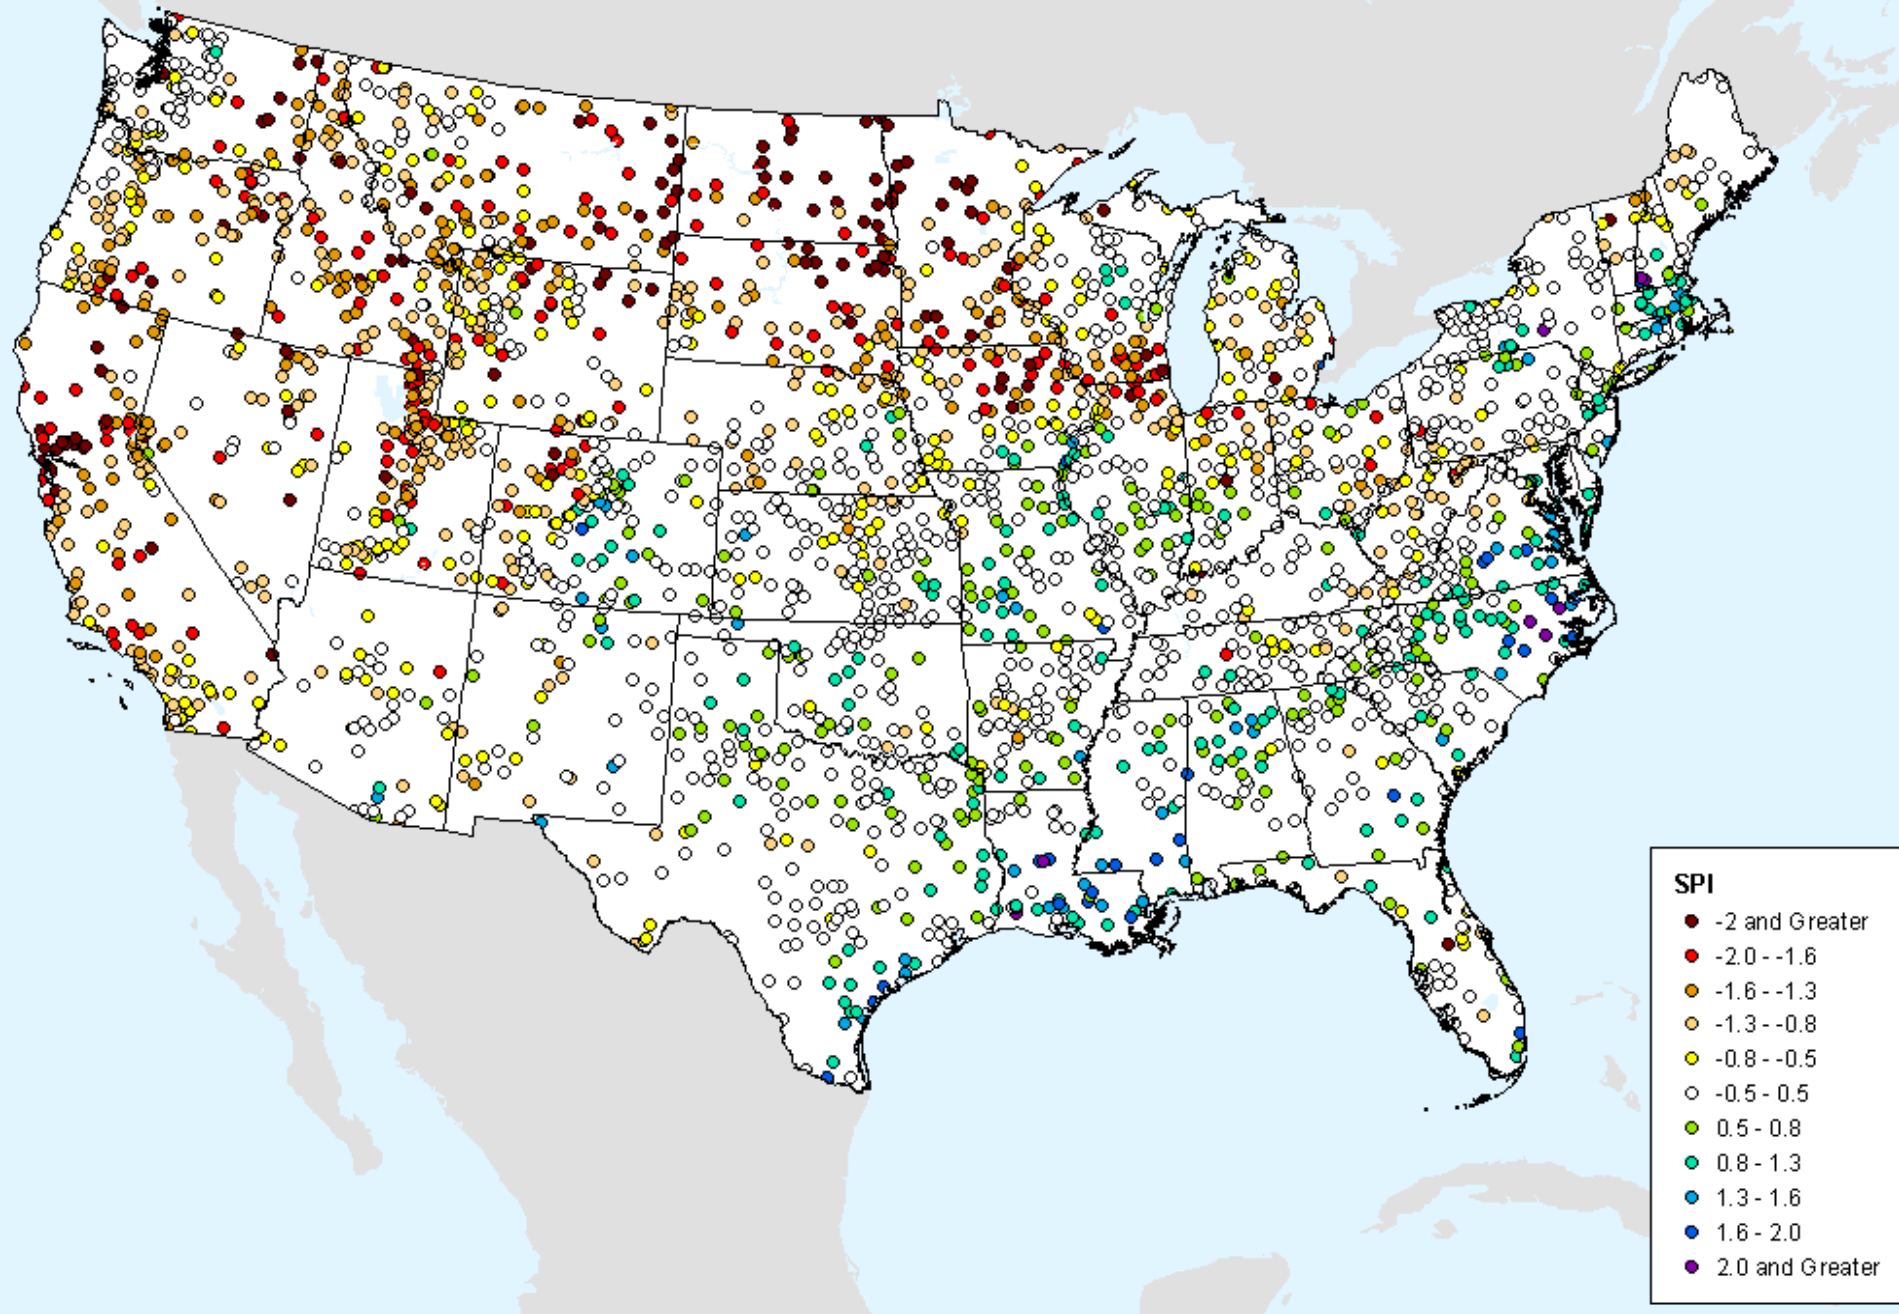 SPI
-2 and Greater
-2.0 - -1.6
-1.6 - -1.3
-1.3 - -0.8
-0.8 - -0.5
-0.5 - 0.5
0.5 - 0.8
0.8 - 1.3
1.3 - 1.6
1.6 - 2.0
2.0 and Greater